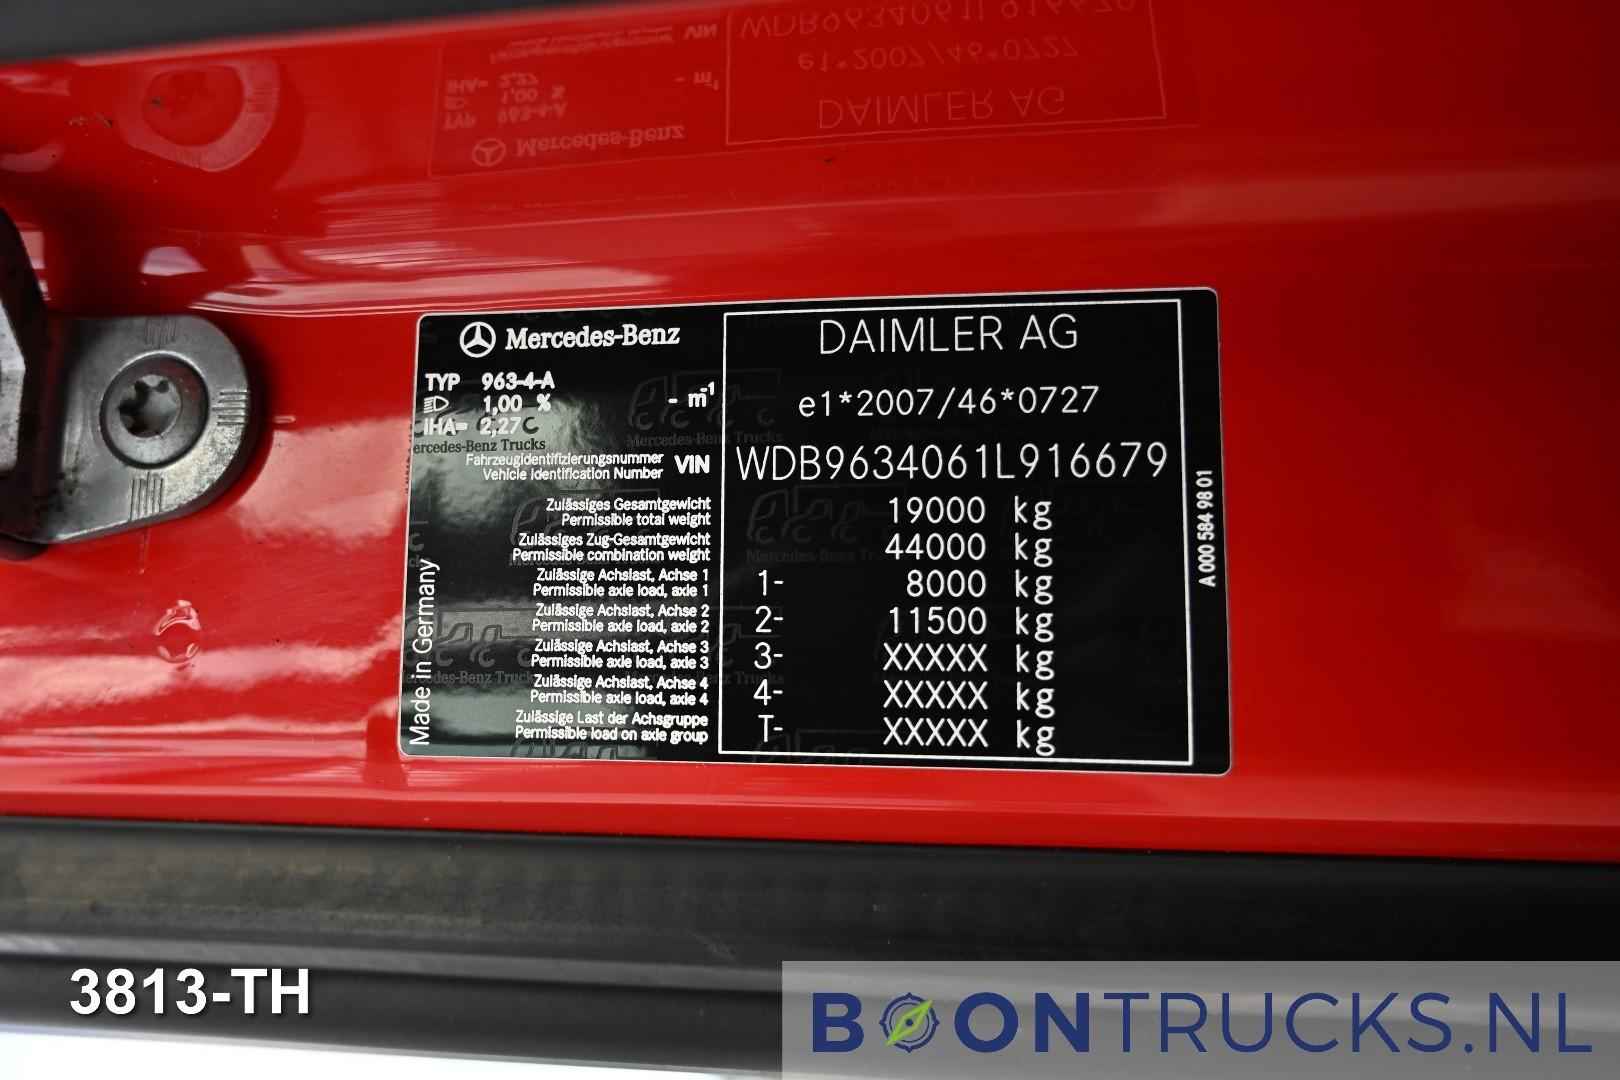 Mercedes-Benz
TYP 963-4-A
1,00 % - m-1
IHA= 2,27
Fahrzeugidentifizierungsnummer
Vehicle Identification Number
VIN
Zulässiges Gesamtgewicht
Permissible total weight
Zulässiges Zug-Gesamtgewicht
Permissible combination weight
Zulässige Achslast, Achse 1
Permissible axle load, axle 1
Zulässige Achslast, Achse 2
Permissible axle load, axle 2
Zulässige Achslast, Achse 3
Permissible axle load, axle 3
Zulässige Achslast, Achse 4
Permissible axle load, axle 4
Zulässige Last der Achsgruppe
Permissible load on axle group
Made in Germany
DAIMLER AG
e1*2007/46*0727
WDB9634061L916679
19000 kg
44000 kg
1- 8000 kg
2- 11500 kg
3- XXXXX kg
4- XXXXX kg
T- XXXXX kg
A 000 584 98 01
3813-TH
BOONTRUCKS.NL